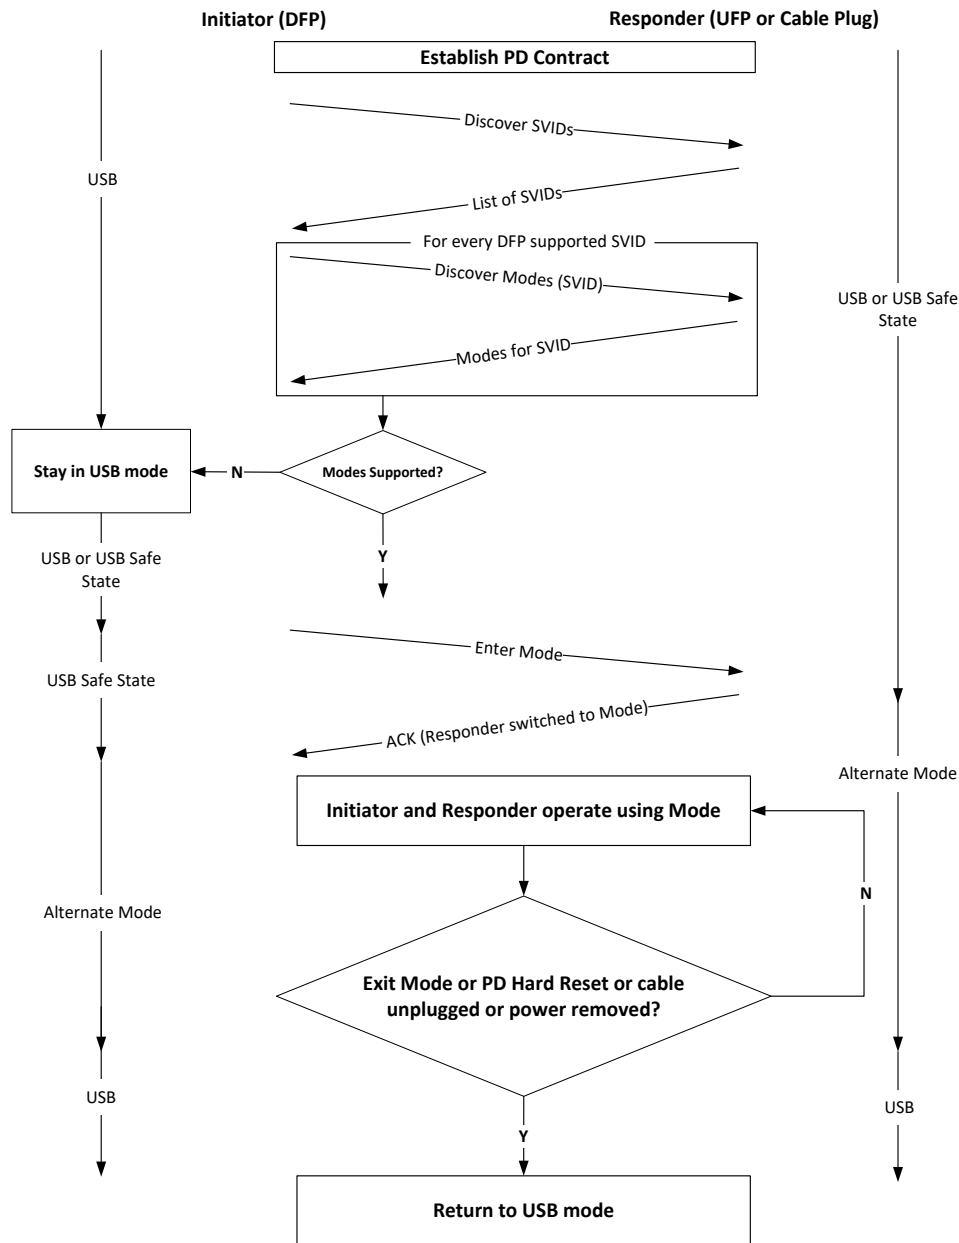 Initiator (DFP)
Responder (UFP or Cable Plug)
Establish PD Contract
Discover SVIDs
USB
List of SVIDs
For every DFP supported SVID
Discover Modes (SVID)
USB or USB Safe
State
Modes for SVID
Stay in USB mode
N
Modes Supported?
USB or USB Safe
State
Y
Enter Mode
USB Safe State
ACK (Responder switched to Mode)
Alternate Mode
Initiator and Responder operate using Mode
N
Alternate Mode
Exit Mode or PD Hard Reset or cable
unplugged or power removed?
USB
USB
Y
Return to USB mode